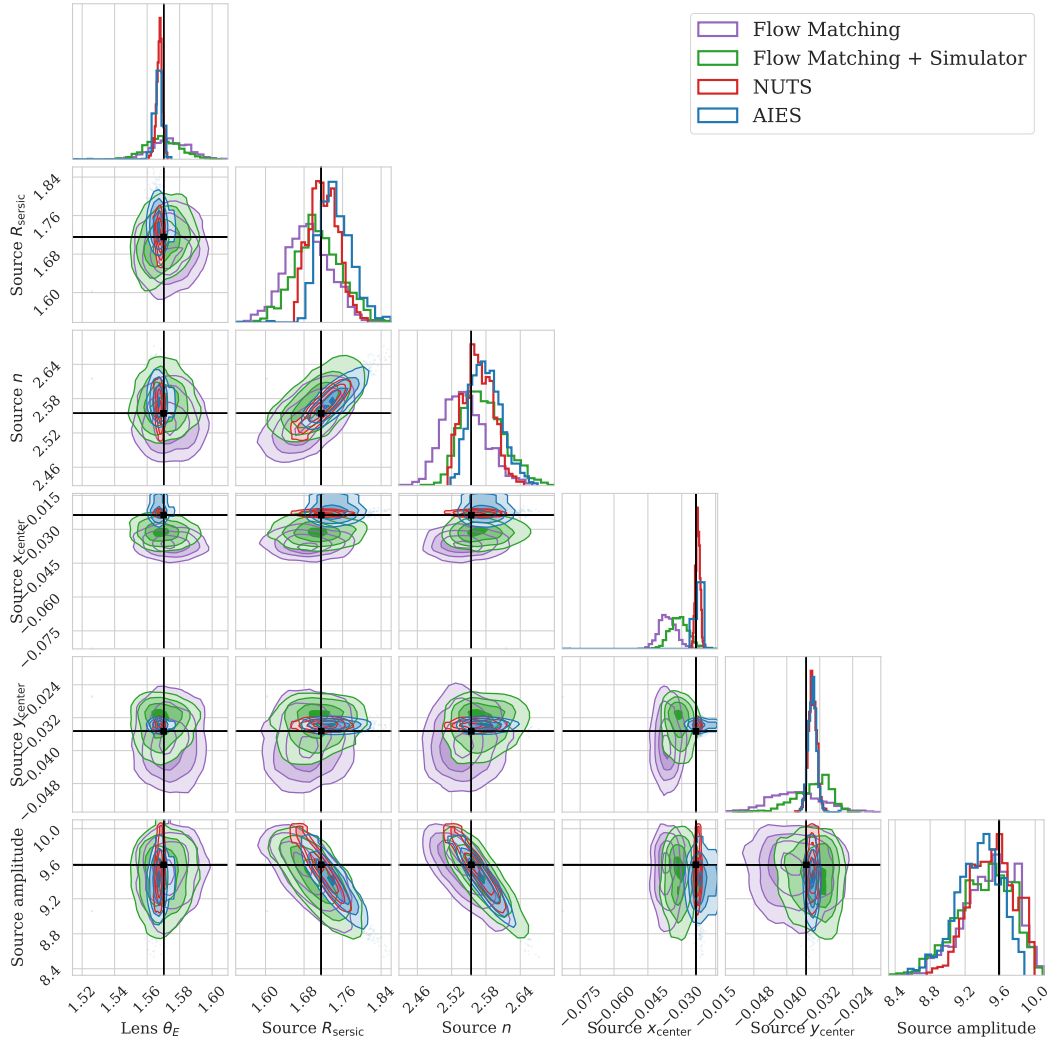 Flow Matching
Flow Matching + Simulator
NUTS
AIES
Source R_sersic
1.84
1.76
1.68
1.60
Source n
2.64
2.58
2.52
2.46
Source x_center
−0.015
−0.030
−0.045
−0.060
−0.075
Source y_center
−0.024
−0.032
−0.040
−0.048
Source amplitude
10.0
9.6
9.2
8.8
8.4
1.52 1.54 1.56 1.58 1.60
1.60 1.68 1.76 1.84
2.46 2.52 2.58 2.64
−0.075 −0.060 −0.045 −0.030 −0.015
−0.048 −0.040 −0.032 −0.024
8.4 8.8 9.2 9.6 10.0
Lens θ_E
Source R_sersic
Source n
Source x_center
Source y_center
Source amplitude